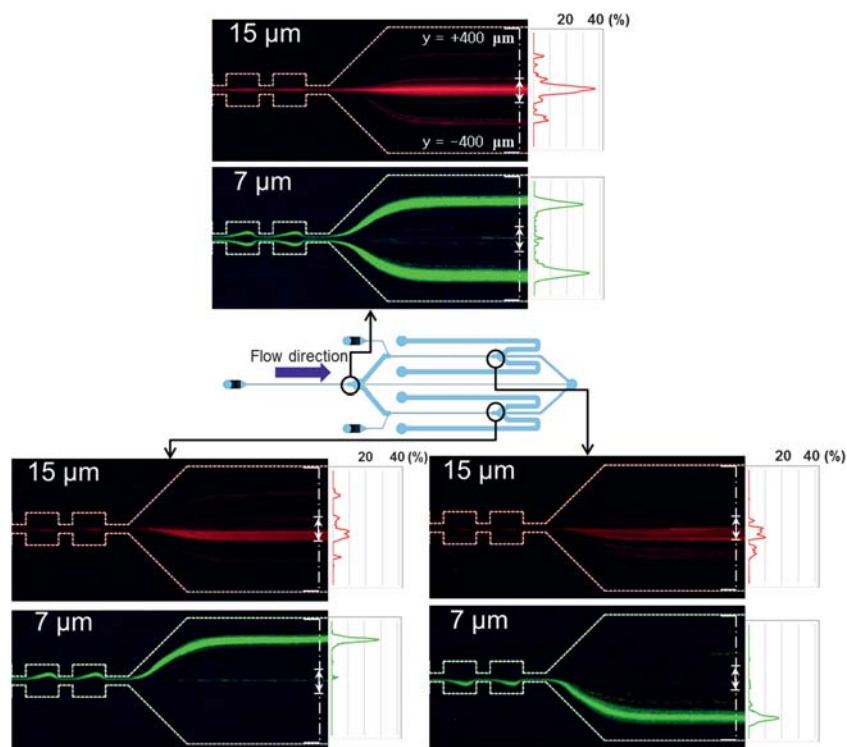 20 40 (%)
15 µm
y = +400 µm
y = −400 µm
7 µm
Flow direction
20 40 (%)
15 µm
7 µm
20 40 (%)
15 µm
7 µm